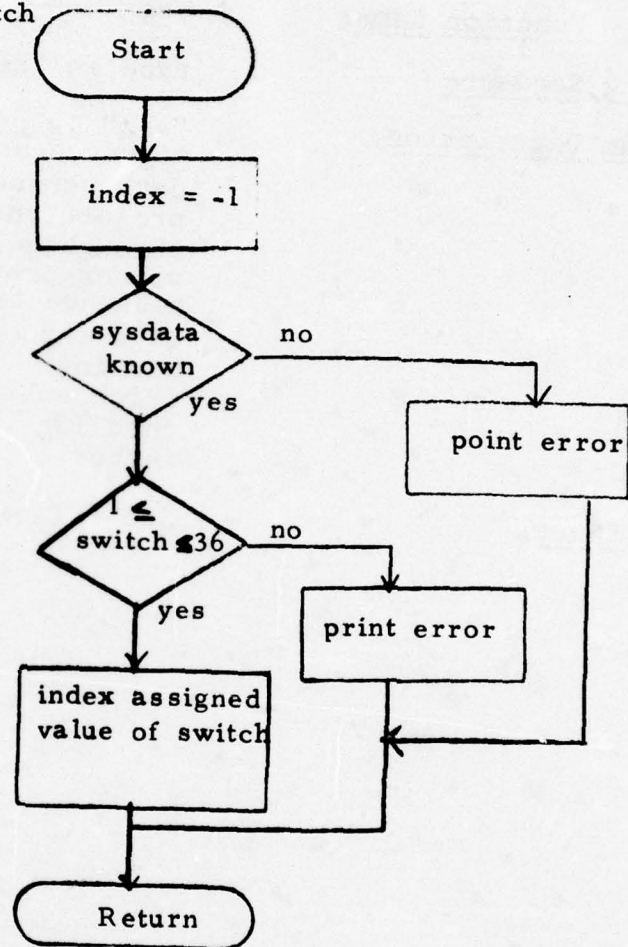 tch
Start
index = -1
sysdata
known
no
yes
point error
1 ≤
switch ≤36
no
yes
print error
index assigned
value of switch
Return